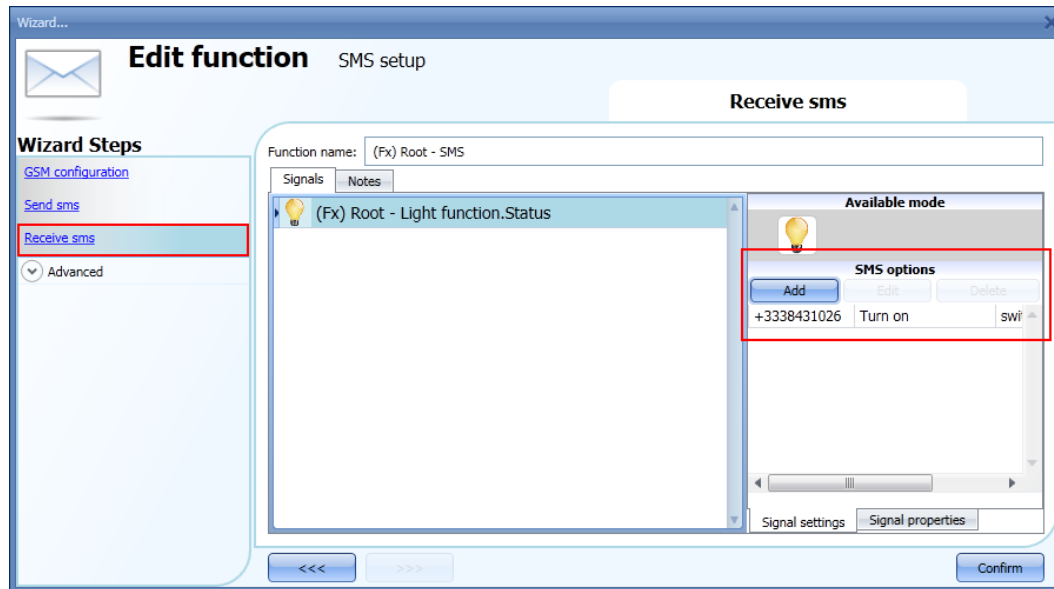 Wizard...
Edit function SMS setup
Receive sms
Wizard Steps
GSM configuration
Send sms
Receive sms
Advanced
Function name: (Fx) Root - SMS
Signals Notes
(Fx) Root - Light function.Status
Available mode
SMS options
Add Edit Delete
+3338431026 Turn on swi
Signal settings Signal properties
<<< >>> Confirm